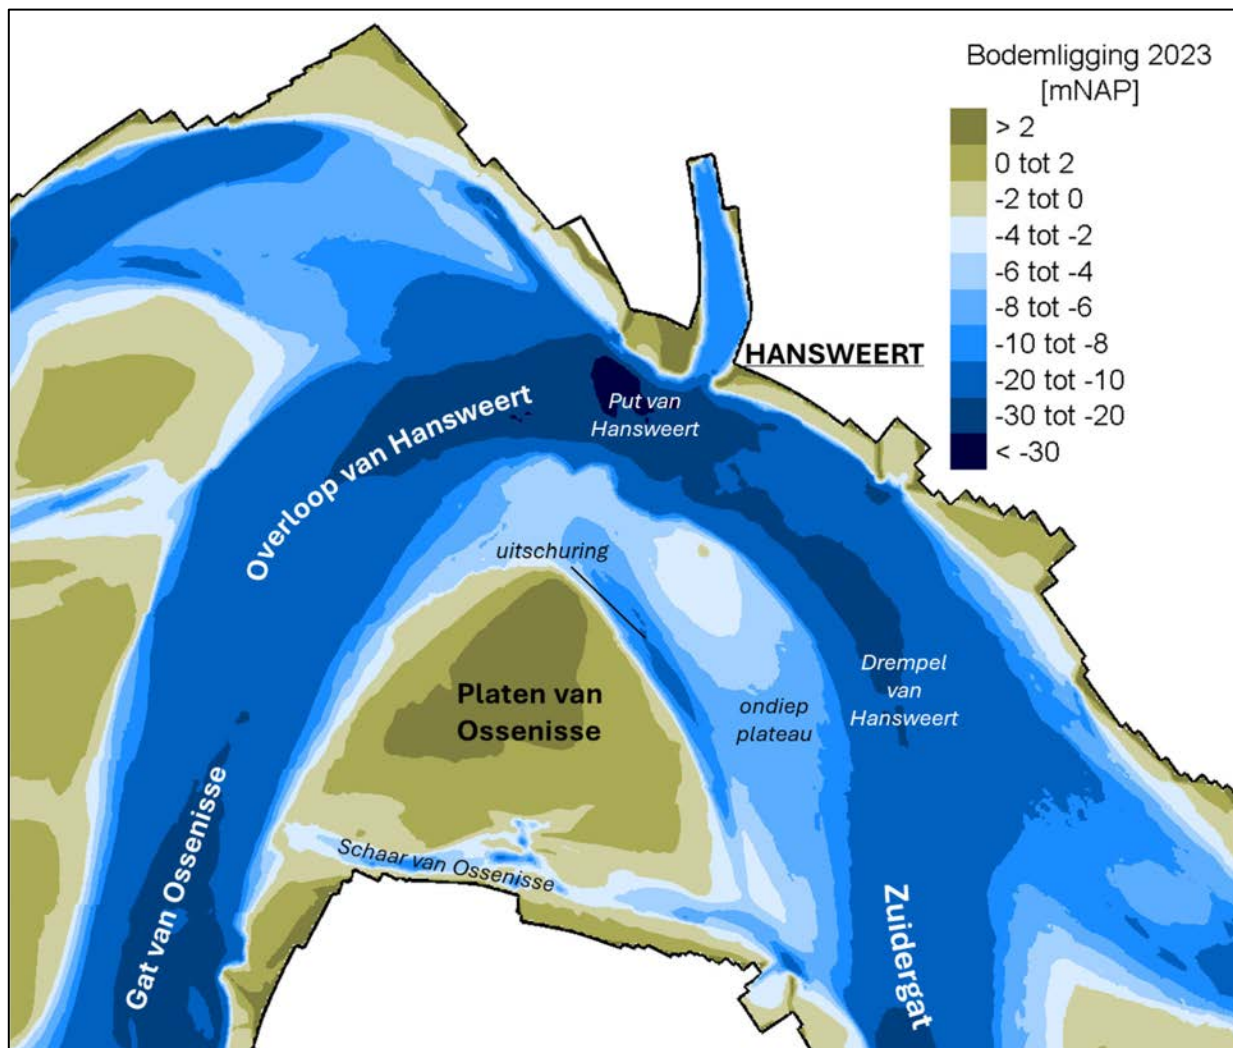 Bodemligging 2023
[mNAP]
> 2
0 tot 2
-2 tot 0
-4 tot -2
-6 tot -4
-8 tot -6
-10 tot -8
-20 tot -10
-30 tot -20
< -30
HANSWEERT
Put van
Hansweert
Overloop van Hansweert
uitschuring
Drempel
van
Hansweert
Platen van
Ossenisse
ondiep
plateau
Schaar van Ossenisse
Gat van Ossenisse
Zuidergat